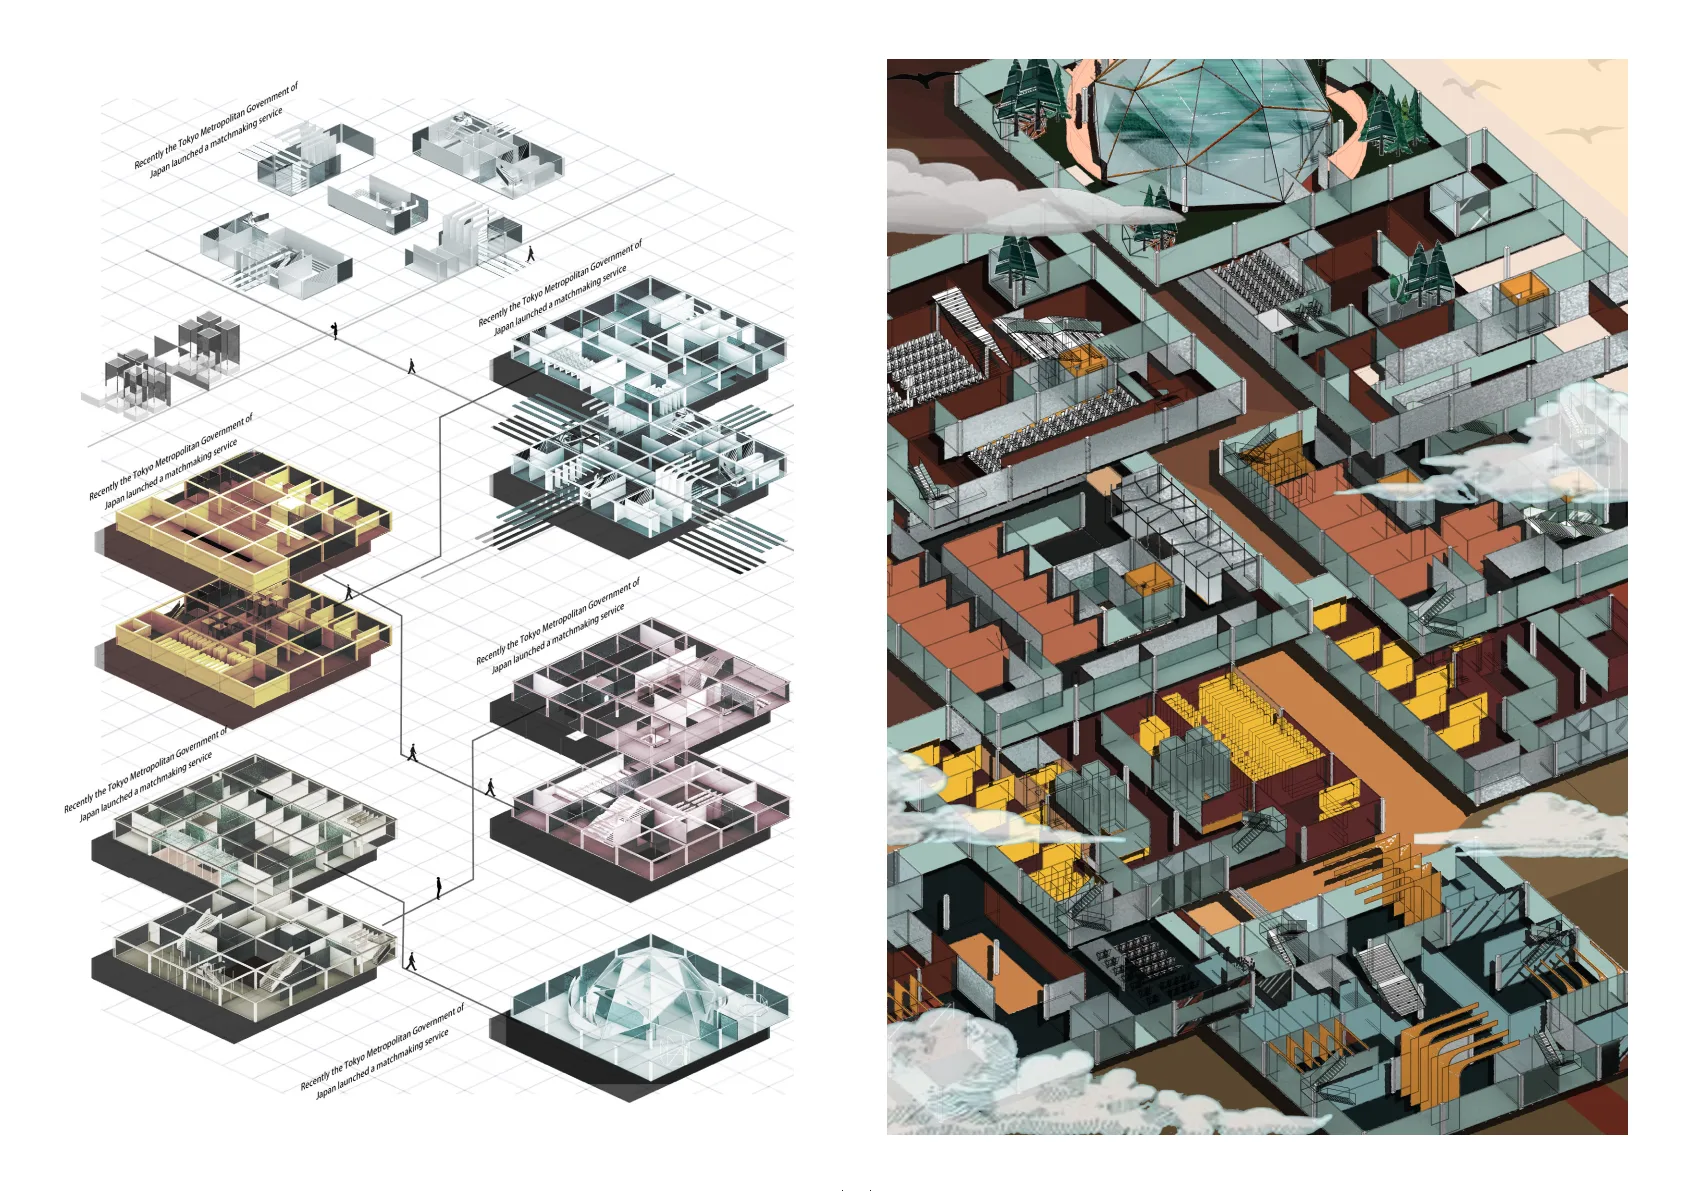 Recently the Tokyo Metropolitan Government of
Japan launched a matchmaking service
Recently the Tokyo Metropolitan Government of
Japan launched a matchmaking service
Recently the Tokyo Metropolitan Government of
Japan launched a matchmaking service
Recently the Tokyo Metropolitan Government of
Japan launched a matchmaking service
Recently the Tokyo Metropolitan Government of
Japan launched a matchmaking service
Recently the Tokyo Metropolitan Government of
Japan launched a matchmaking service